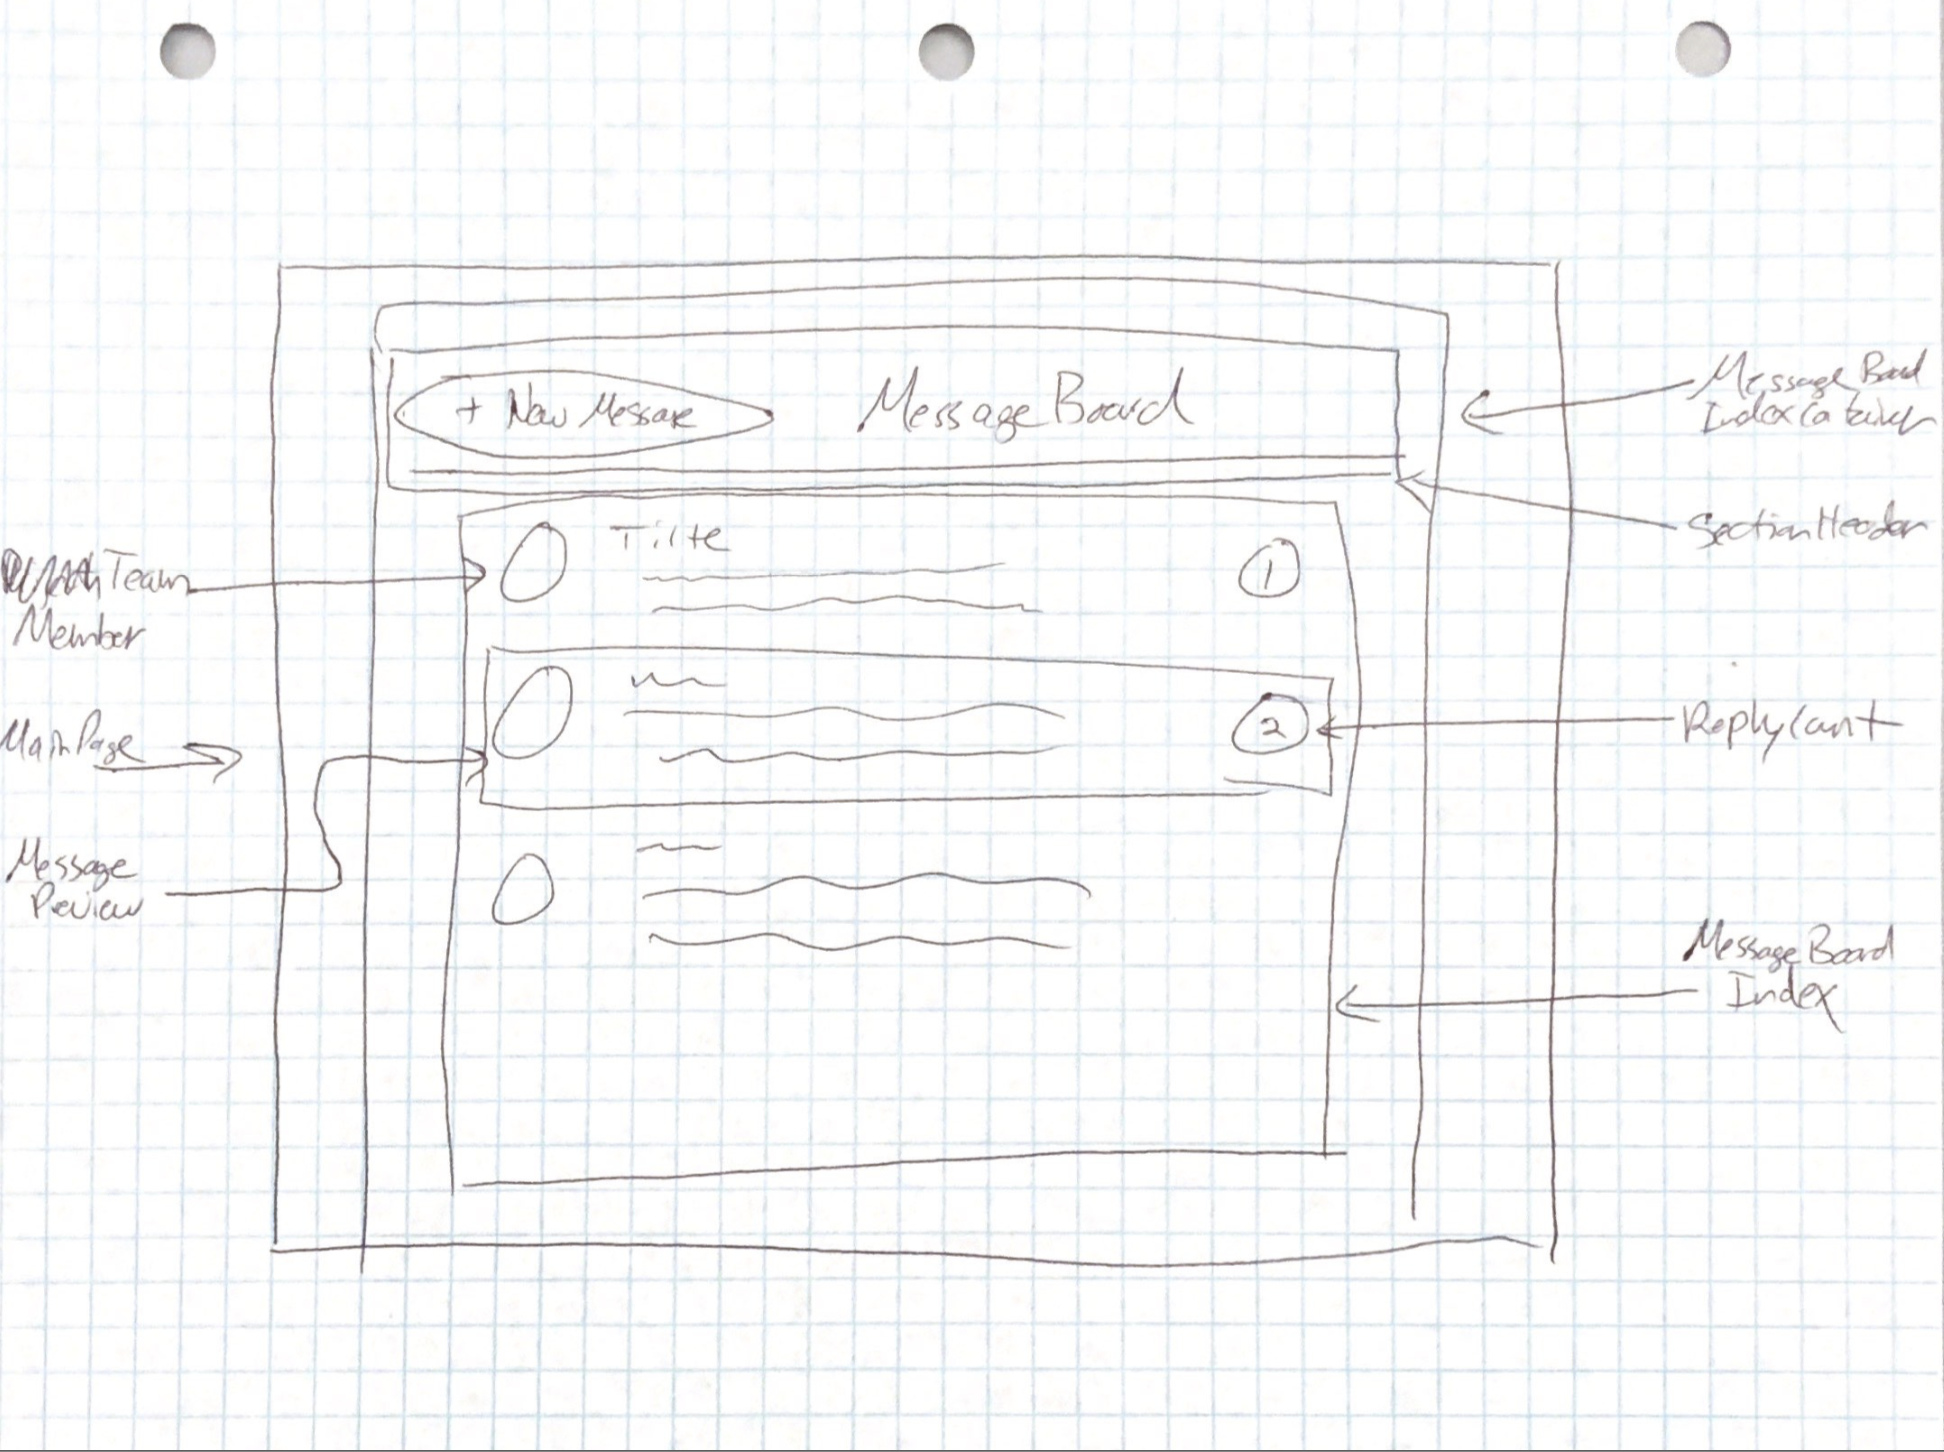 + New Message
Message Board
Message Board
Index Container
Section Header
Title
1
Team
Member
2
Reply Count
Main Page
Message
Preview
Message Board
Index